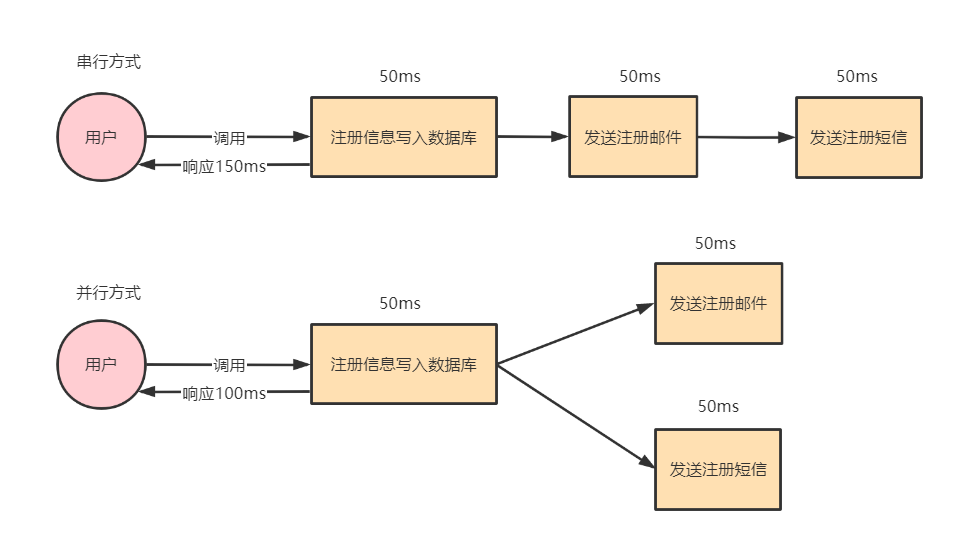 串行方式
50ms
50ms
50ms
用户
调用
注册信息写入数据库
发送注册邮件
发送注册短信
响应150ms
50ms
并行方式
50ms
发送注册邮件
用户
调用
注册信息写入数据库
响应100ms
50ms
发送注册短信